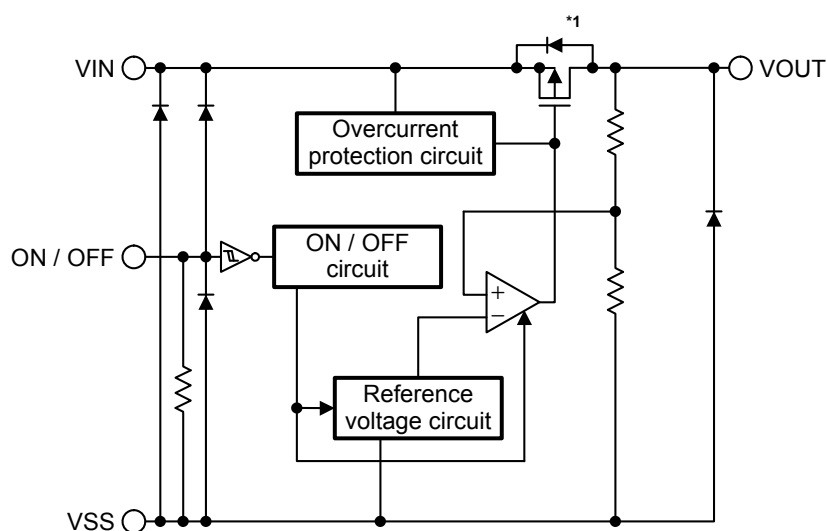 *1
VIN
VOUT
Overcurrent
protection circuit
ON / OFF
ON / OFF
circuit
+
−
Reference
voltage circuit
VSS